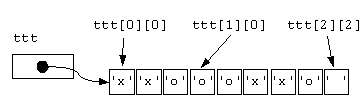 ttt[0][0] ttt[1][0] ttt[2][2]
ttt
'x' 'x' 'o' 'o' 'o' 'x' 'x' 'o' ' '